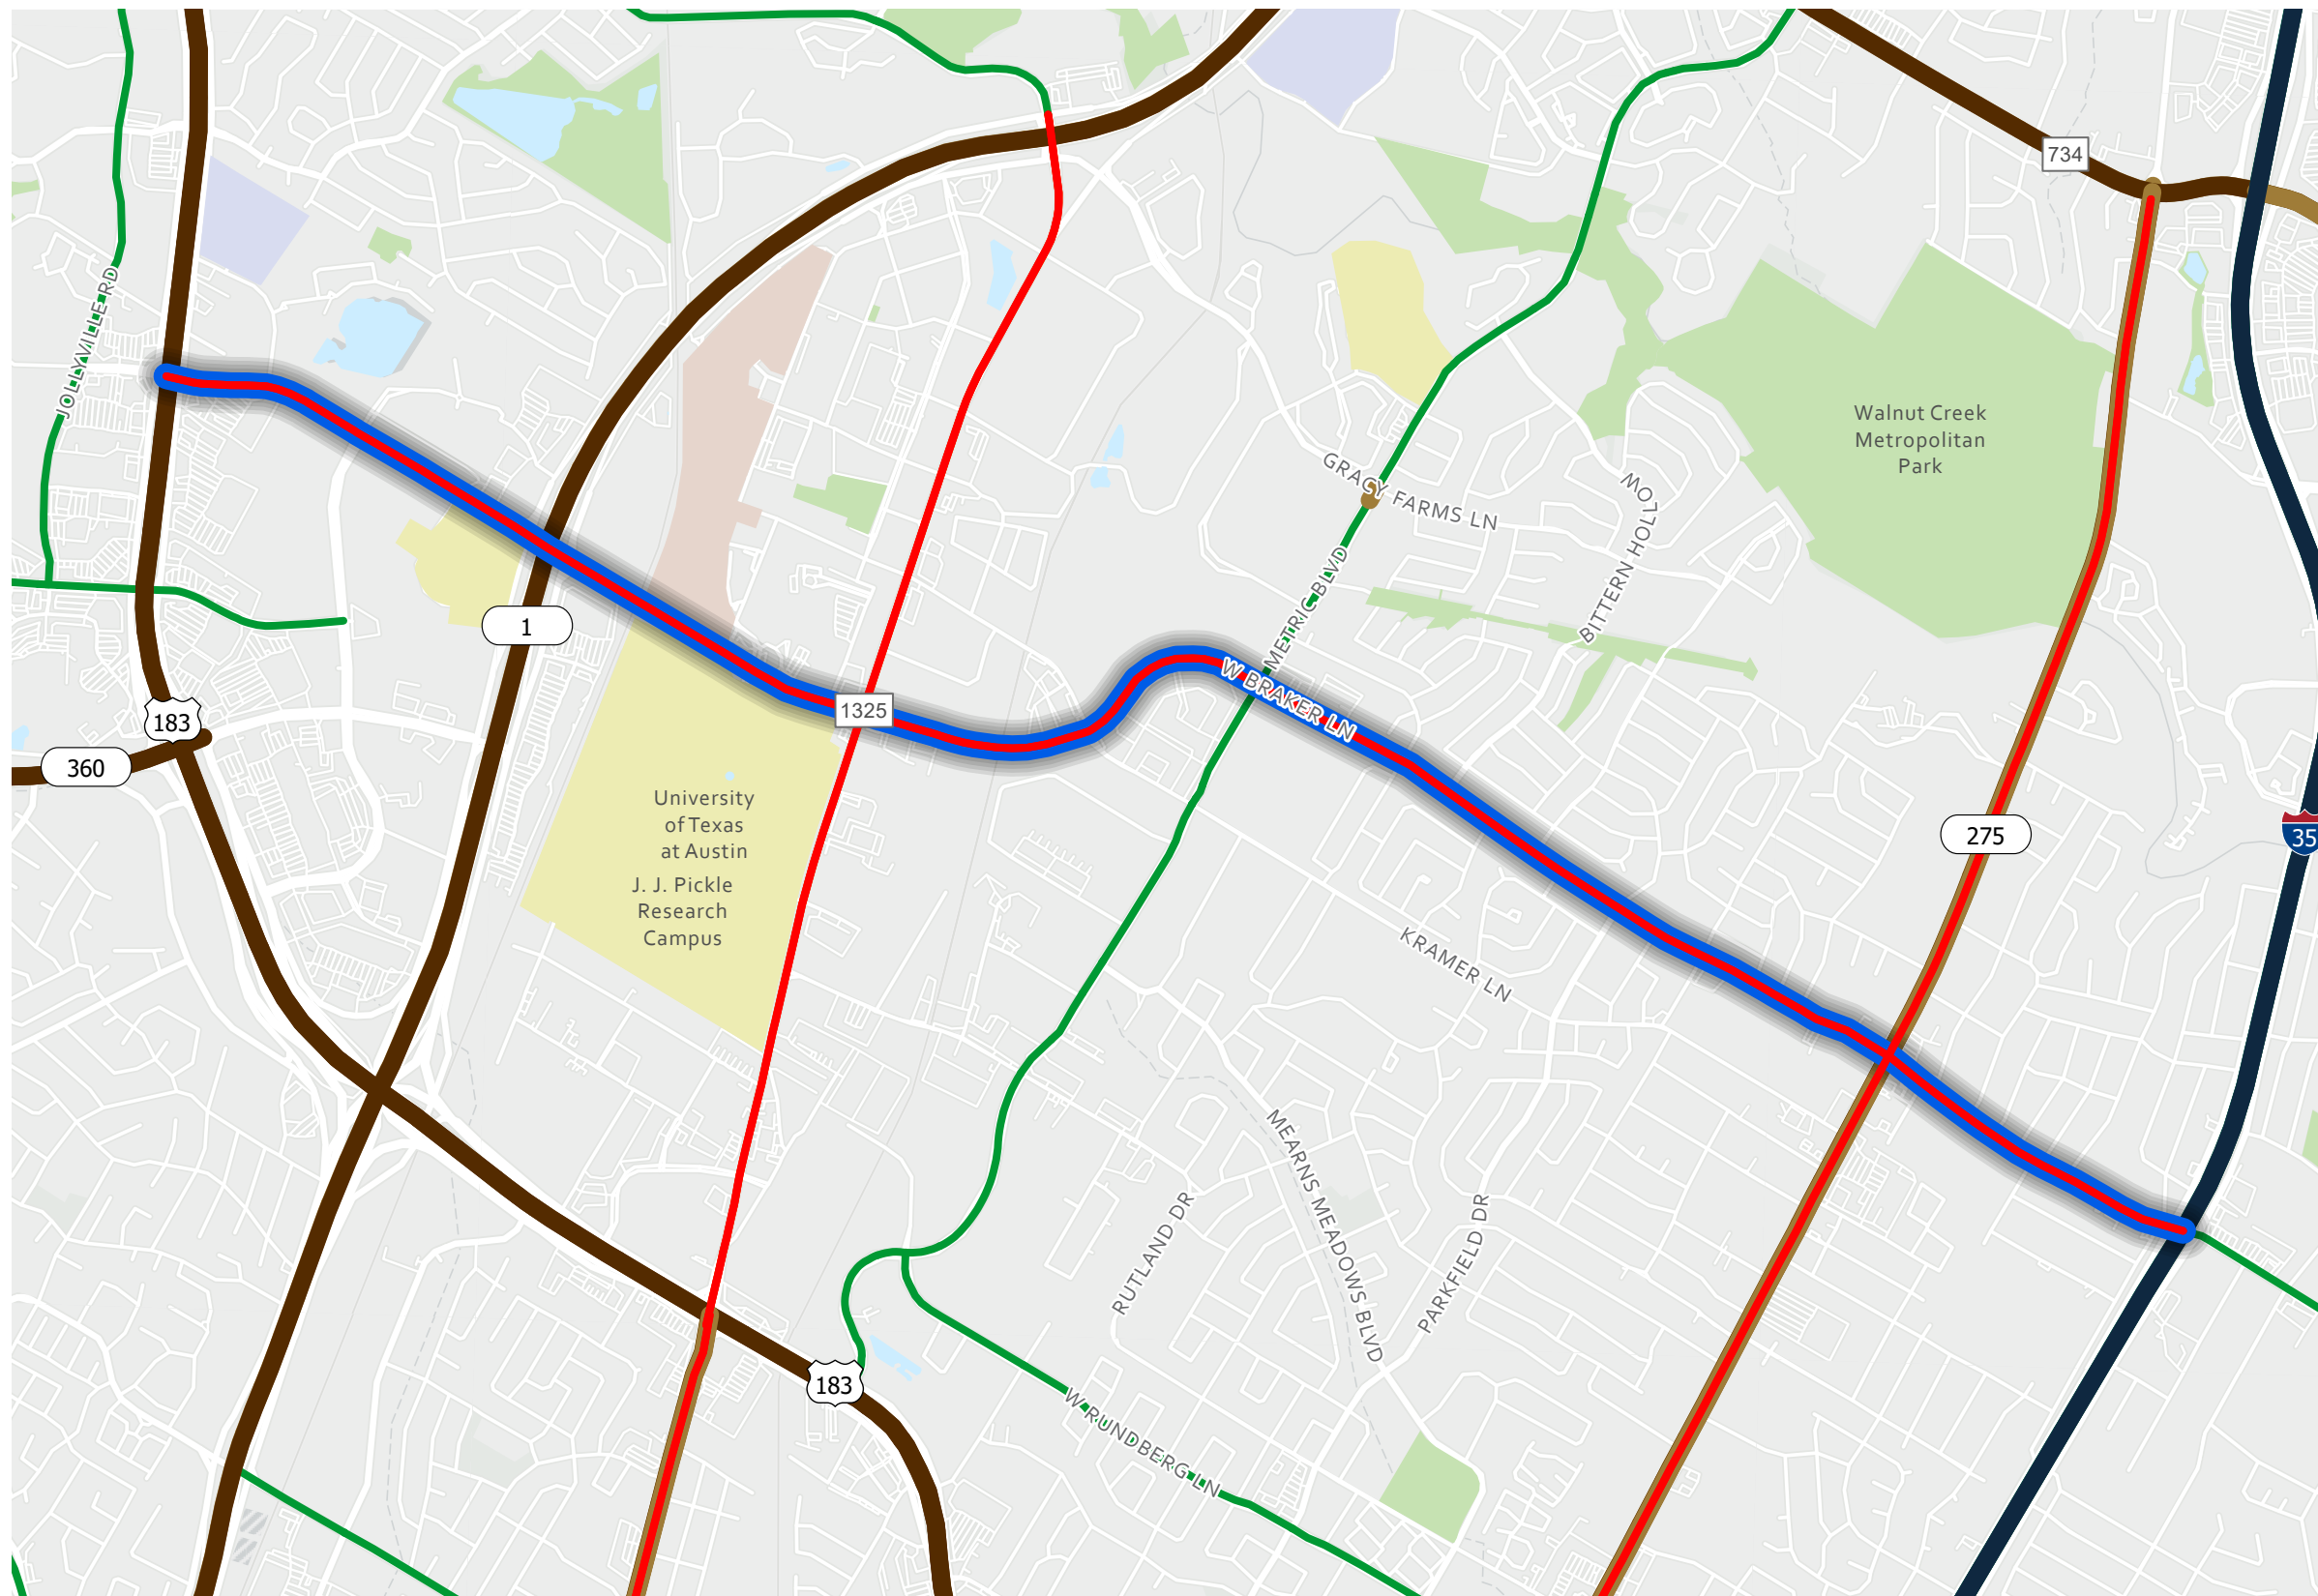 734
JOLLYVILLE RD
Walnut Creek
Metropolitan
Park
GRACY FARMS LN
BITTERN HOLLOW
METRIC BLVD
1
W BRAKER LN
183
1325
360
University
of Texas
at Austin
J. J. Pickle
Research
Campus
275
35
KRAMER LN
MEARNS MEADOWS BLVD
RUTLAND DR
PARKFIELD DR
183
W RUNDBERG LN